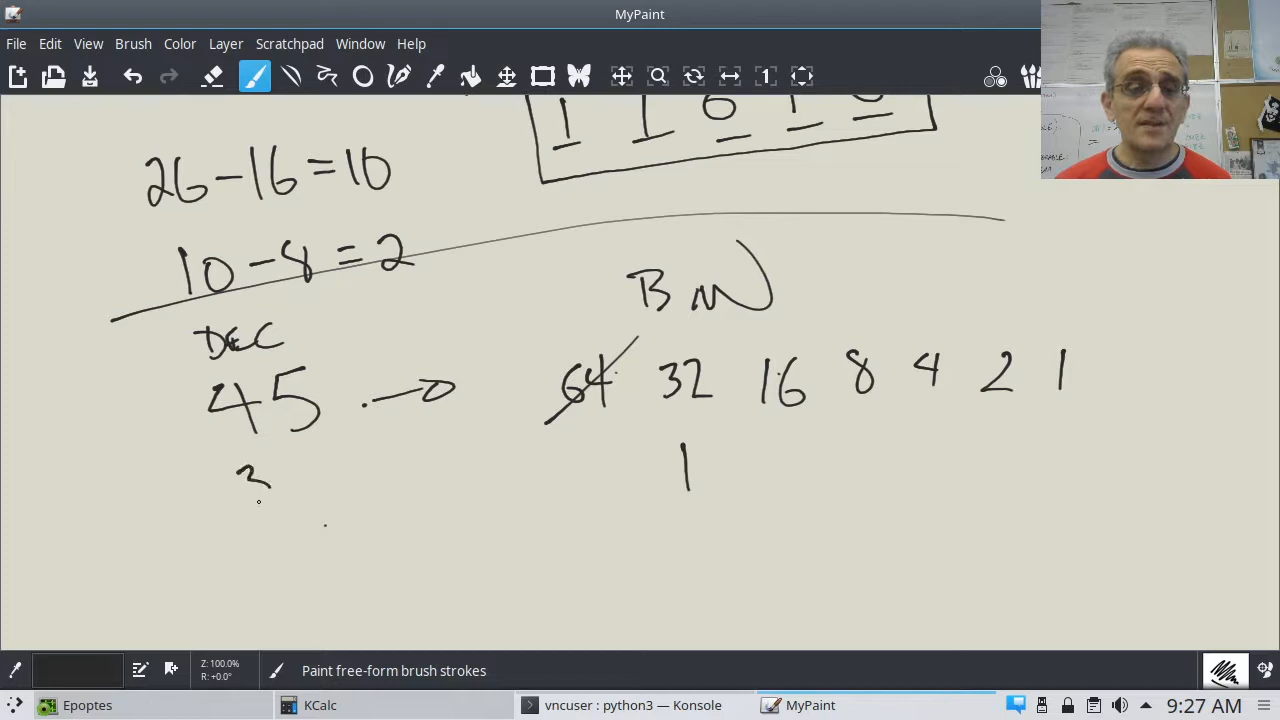 MyPaint
File Edit View Brush Color Layer Scratchpad Window Help
1 1 0 1 0
26-16=10
10-8=2
DEC
BIN
45 → 64 32 16 8 4 2 1
3
1
Z: 100.0%
R: +0.0°
Paint free-form brush strokes
Epoptes
KCalc
vncuser : python3 — Konsole
MyPaint
9:27 AM